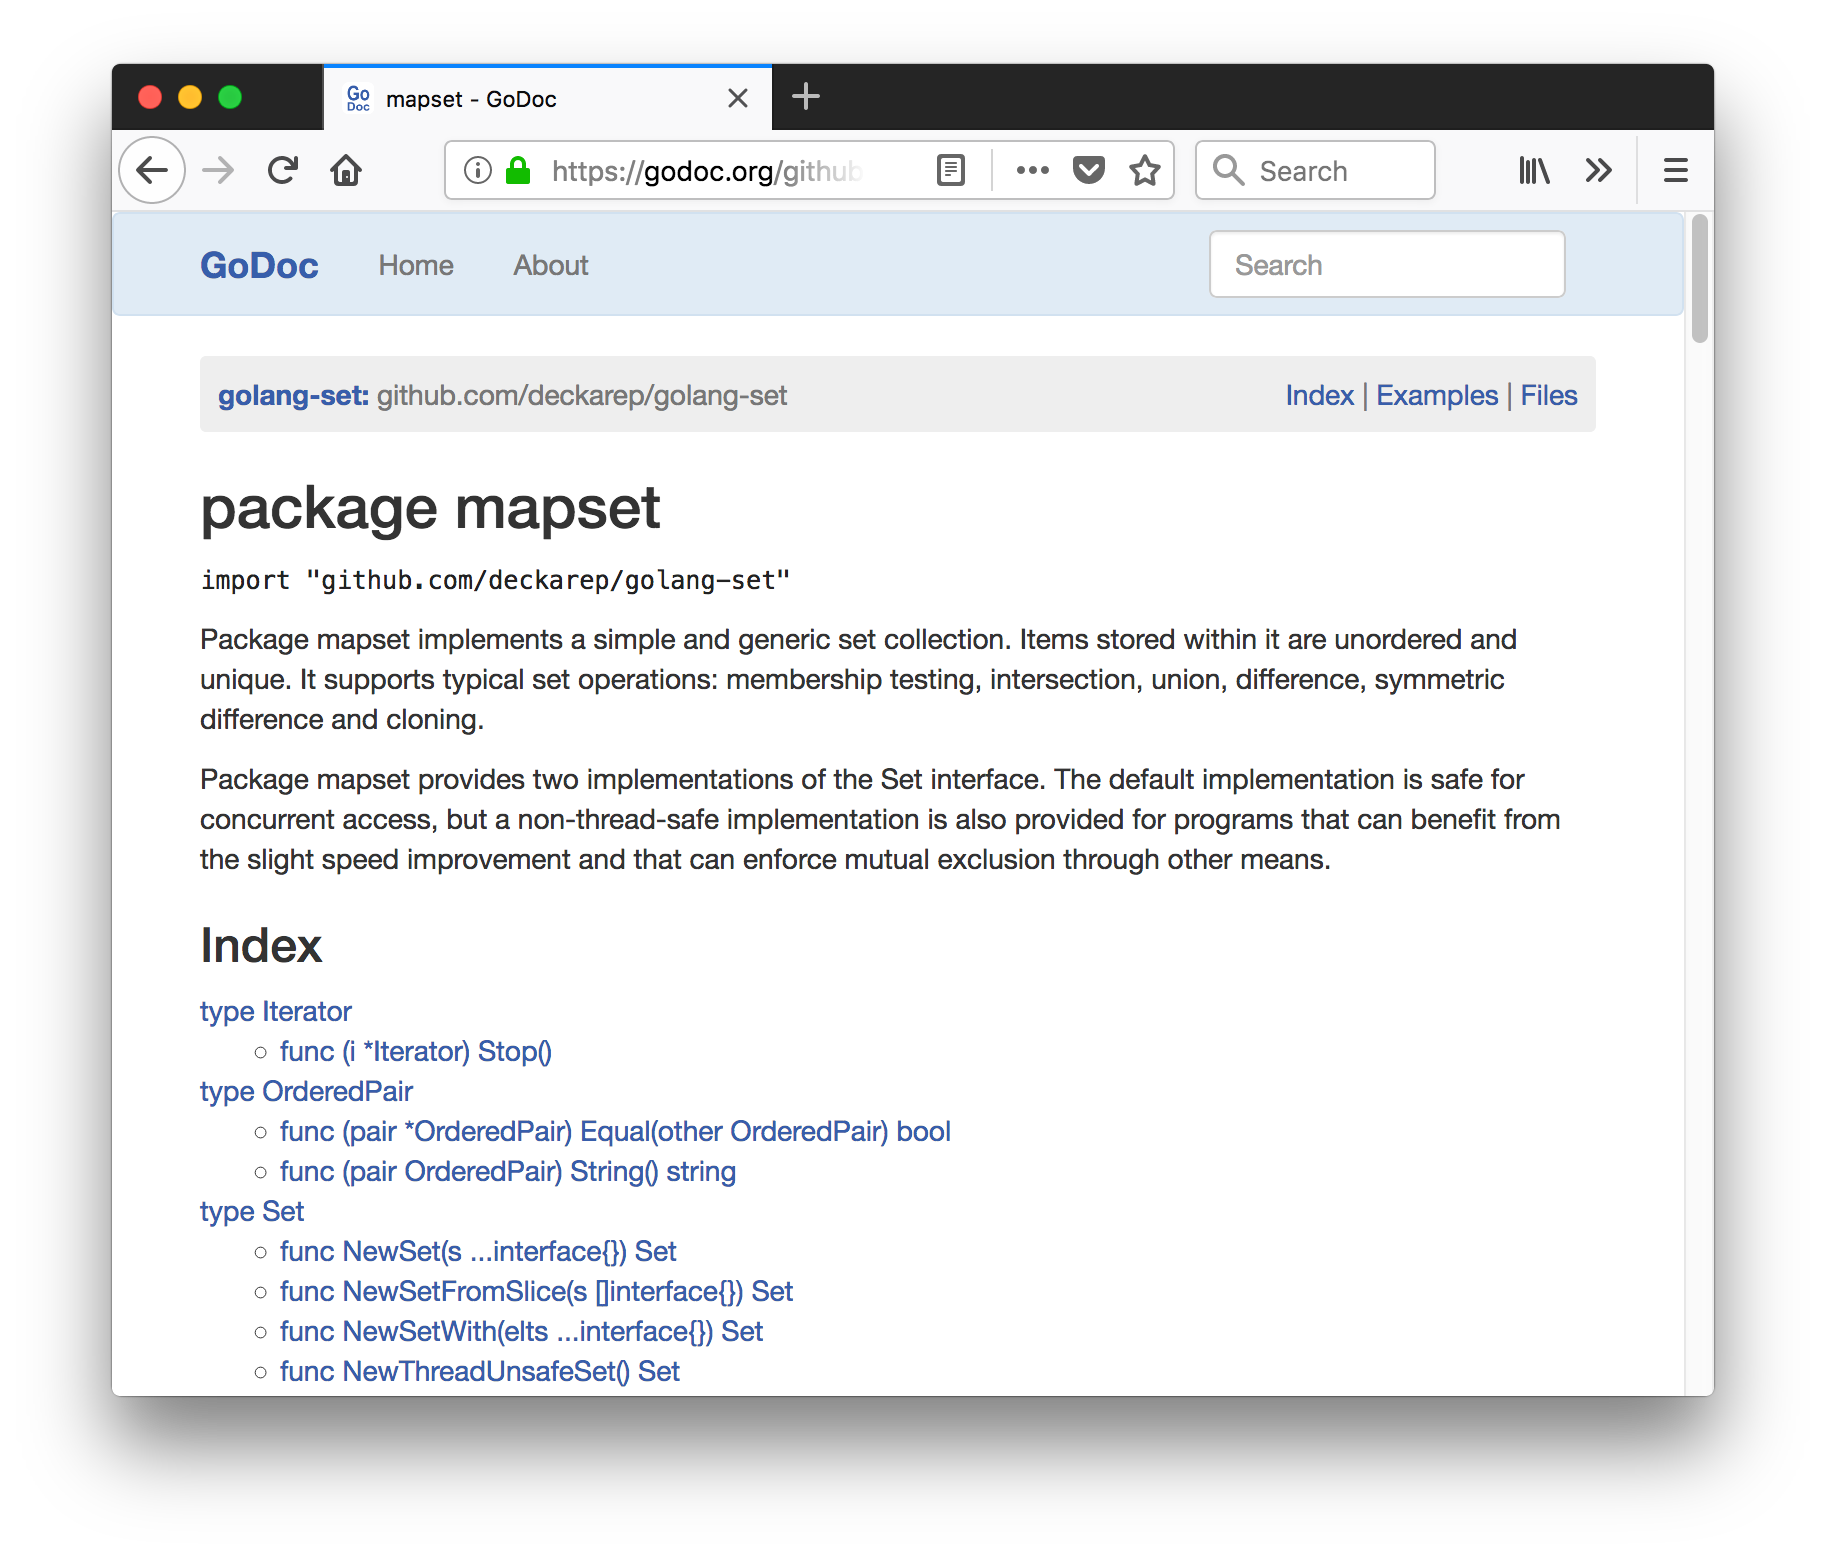 Go
Doc
mapset - GoDoc
https://godoc.org/github
Search
GoDoc Home About Search
golang-set: github.com/deckarep/golang-set Index | Examples | Files
package mapset
import "github.com/deckarep/golang-set"
Package mapset implements a simple and generic set collection. Items stored within it are unordered and
unique. It supports typical set operations: membership testing, intersection, union, difference, symmetric
difference and cloning.
Package mapset provides two implementations of the Set interface. The default implementation is safe for
concurrent access, but a non-thread-safe implementation is also provided for programs that can benefit from
the slight speed improvement and that can enforce mutual exclusion through other means.
Index
type Iterator
func (i *Iterator) Stop()
type OrderedPair
func (pair *OrderedPair) Equal(other OrderedPair) bool
func (pair OrderedPair) String() string
type Set
func NewSet(s ...interface{}) Set
func NewSetFromSlice(s []interface{}) Set
func NewSetWith(elts ...interface{}) Set
func NewThreadUnsafeSet() Set